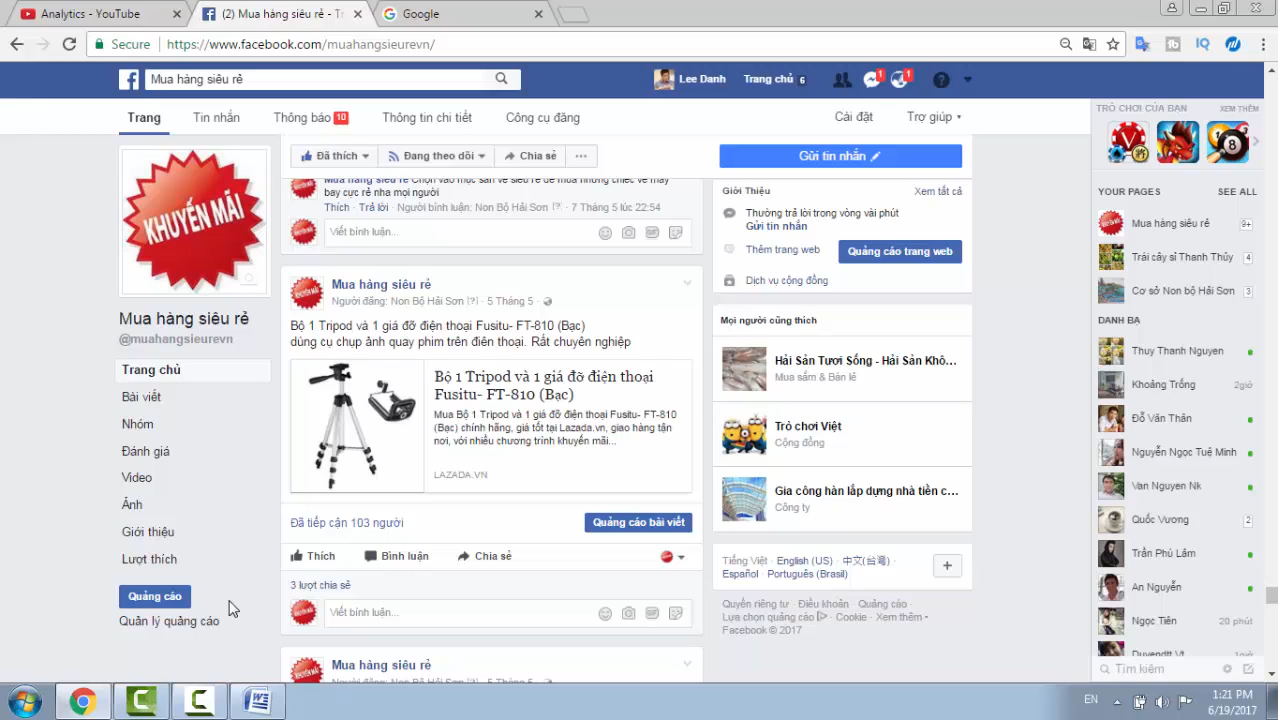 Analytics - YouTube
(2) Mua hàng siêu rẻ - Tr
Google
Secure
https://www.facebook.com/muahangsieurevn/
Mua hàng siêu rẻ
Lee Danh
Trang chủ 6
1
1
Trang
Tin nhắn
Thông báo 10
Thông tin chi tiết
Công cụ đăng
Cài đặt
Trợ giúp
KHUYẾN MÃI
Mua hàng siêu rẻ
@muahangsieurevn
Trang chủ
Bài viết
Nhóm
Đánh giá
Video
Ảnh
Giới thiệu
Lượt thích
Quảng cáo
Quản lý quảng cáo
Đã thích
Đang theo dõi
Chia sẻ
Gửi tin nhắn
bay cực rẻ nha mọi người
Thích · Trả lời · Người bình luận: Non Bộ Hải Sơn [?] · 7 Tháng 5 lúc 22:54
Viết bình luận...
Mua hàng siêu rẻ
Người đăng: Non Bộ Hải Sơn [?] · 5 Tháng 5 ·
Bộ 1 Tripod và 1 giá đỡ điện thoại Fusitu- FT-810 (Bạc)
dùng cu chụp ảnh quay phim trên điên thoại. Rất chuyên nghiệp
Bộ 1 Tripod và 1 giá đỡ điện thoại
Fusitu- FT-810 (Bạc)
Mua Bộ 1 Tripod và 1 giá đỡ điện thoại Fusitu- FT-810
(Bạc) chính hãng, giá tốt tại Lazada.vn, giao hàng tận
nơi, với nhiều chương trình khuyến mãi...
LAZADA.VN
Đã tiếp cận 103 người
Quảng cáo bài viết
Thích
Bình luận
Chia sẻ
3 lượt chia sẻ
Viết bình luận...
Mua hàng siêu rẻ
Giới Thiệu
Xem tất cả
Thường trả lời trong vòng vài phút
Gửi tin nhắn
Thêm trang web
Quảng cáo trang web
Dịch vụ cộng đồng
Mọi người cũng thích
Hải Sản Tươi Sống - Hải Sản Khô...
Mua sắm & Bán lẻ
Trò chơi Việt
Cộng đồng
Gia công hàn lắp dựng nhà tiền c...
Công ty
Tiếng Việt · English (US) · 中文(台灣) ·
Español · Português (Brasil)
Quyền riêng tư · Điều khoản · Quảng cáo ·
Lựa chọn quảng cáo · Cookie · Xem thêm
Facebook © 2017
TRÒ CHƠI CỦA BẠN
XEM THÊM
8
YOUR PAGES
SEE ALL
Mua hàng siêu rẻ 9+
Trái cây sỉ Thanh Thủy 4
Cơ sở Non bộ Hải Sơn 3
DANH BẠ
Thuy Thanh Nguyen
Khoảng Trống 2giờ
Đỗ Văn Thân
Nguyễn Ngọc Tuệ Minh
Van Nguyen Nk
Quốc Vương 2
Trần Phú Lâm
An Nguyễn
Ngọc Tiên 20 phút
Tìm kiếm
EN
1:21 PM
6/19/2017